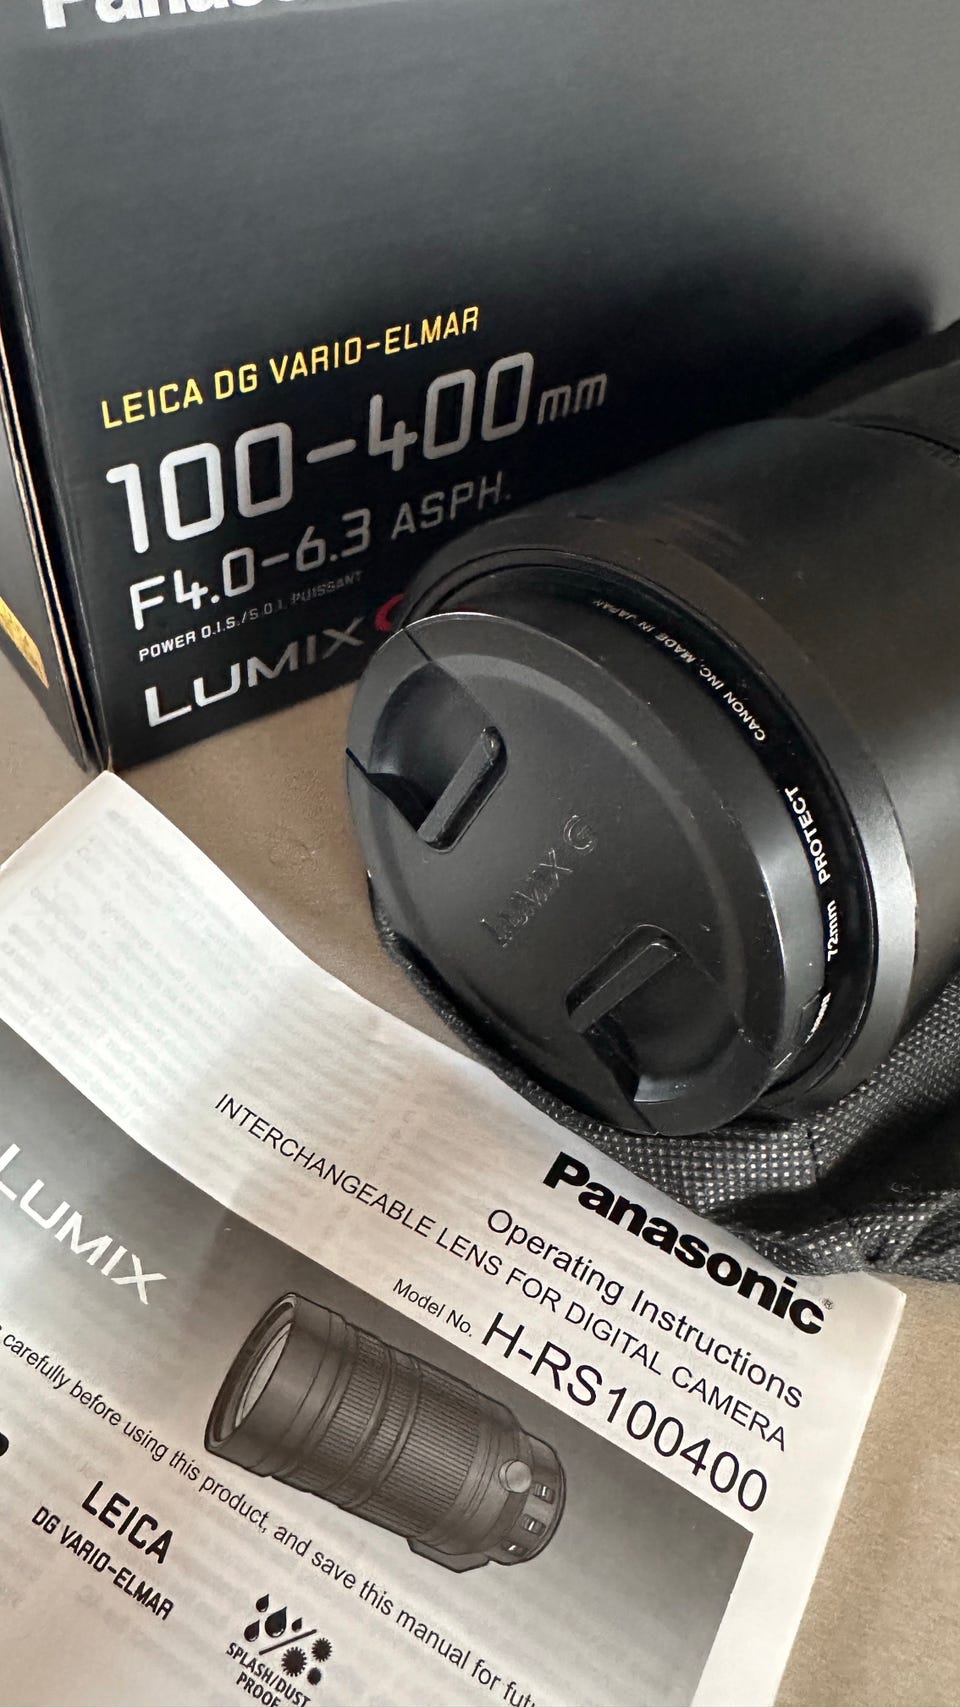 LEICA DG VARIO-ELMAR
100-400mm
F4.0-6.3 ASPH.
POWER O.I.S./S.O.I. PUISSANT
LUMIX G
LUMIX G
CANON INC. MADE IN JAPAN
72mm PROTECT
Panasonic®
Operating Instructions
INTERCHANGEABLE LENS FOR DIGITAL CAMERA
Model No. H-RS100400
LUMIX
carefully before using this product, and save this manual for
LEICA
DG VARIO-ELMAR
SPLASH/DUST
PROOF